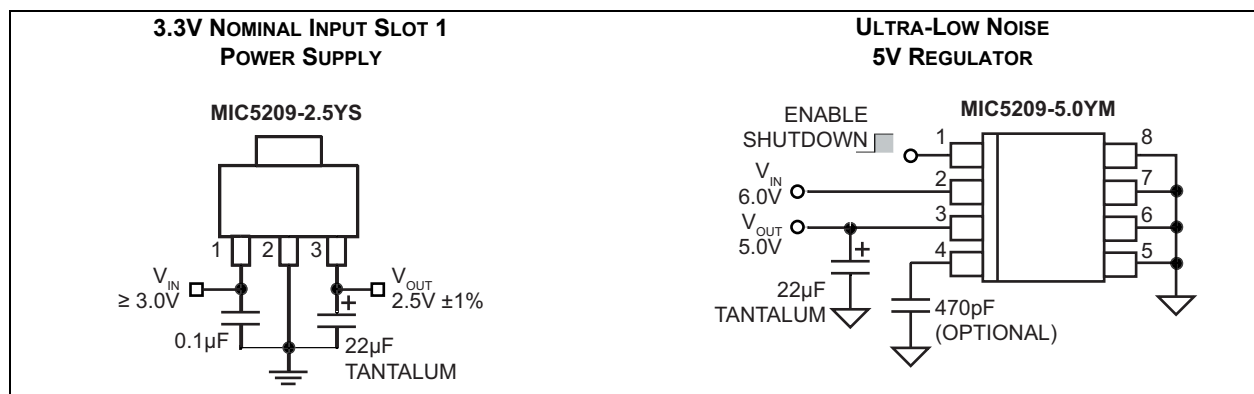 3.3V NOMINAL INPUT SLOT 1
POWER SUPPLY
MIC5209-2.5YS
1
2
3
VIN
≥ 3.0V
VOUT
2.5V ±1%
0.1µF
+
22µF
TANTALUM
ULTRA-LOW NOISE
5V REGULATOR
MIC5209-5.0YM
ENABLE
SHUTDOWN
1
8
VIN
6.0V
2
7
VOUT
5.0V
3
6
4
5
+
22µF
TANTALUM
470pF
(OPTIONAL)